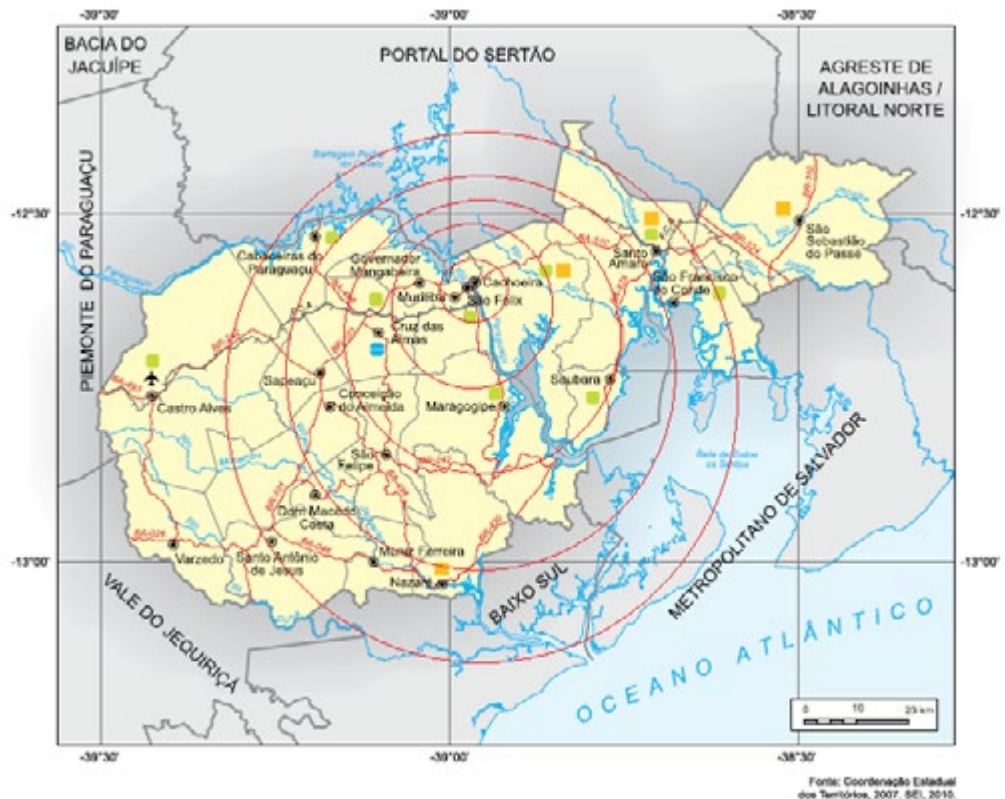 -39°30'
-39°00'
-38°30'
BACIA DO
JACUÍPE
PORTAL DO SERTÃO
AGRESTE DE
ALAGOINHAS /
LITORAL NORTE
PIEMONTE DO PARAGUAÇU
-12°30'
-12°30'
Cabaceiras do
Paraguaçu
Governador
Mangabeira
Muritiba
Cachoeira
São Félix
Santo
Amaro
São Francisco
do Conde
São
Sebastião
do Passé
Cruz das
Almas
Sapeaçu
Conceição
do Almeida
Castro Alves
Maragogipe
Saubara
São
Felipe
Dom Macedo
Costa
Varzedo
Santo Antônio
de Jesus
Muniz Ferreira
Nazaré
Baía de Todos
os Santos
-13°00'
-13°00'
VALE DO JEQUIRIÇÁ
BAIXO SUL
METROPOLITANO DE SALVADOR
OCEANO ATLÂNTICO
0 10 20 km
-39°30'
-39°00'
-38°30'
Fonte: Coordenação Estadual
dos Territórios, 2007. SEI, 2010.